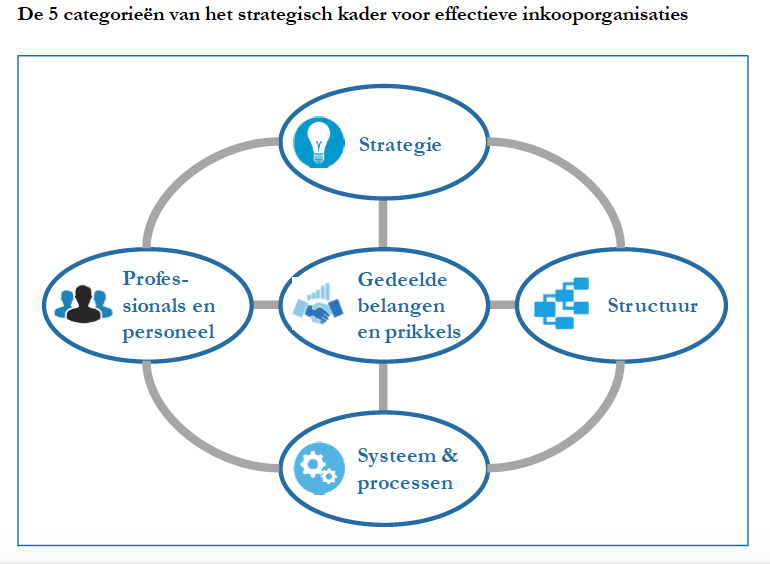 De 5 categorieën van het strategisch kader voor effectieve inkooporganisaties
Strategie
Profes-
sionals en
personeel
Gedeelde
belangen
en prikkels
Structuur
Systeem &
processen